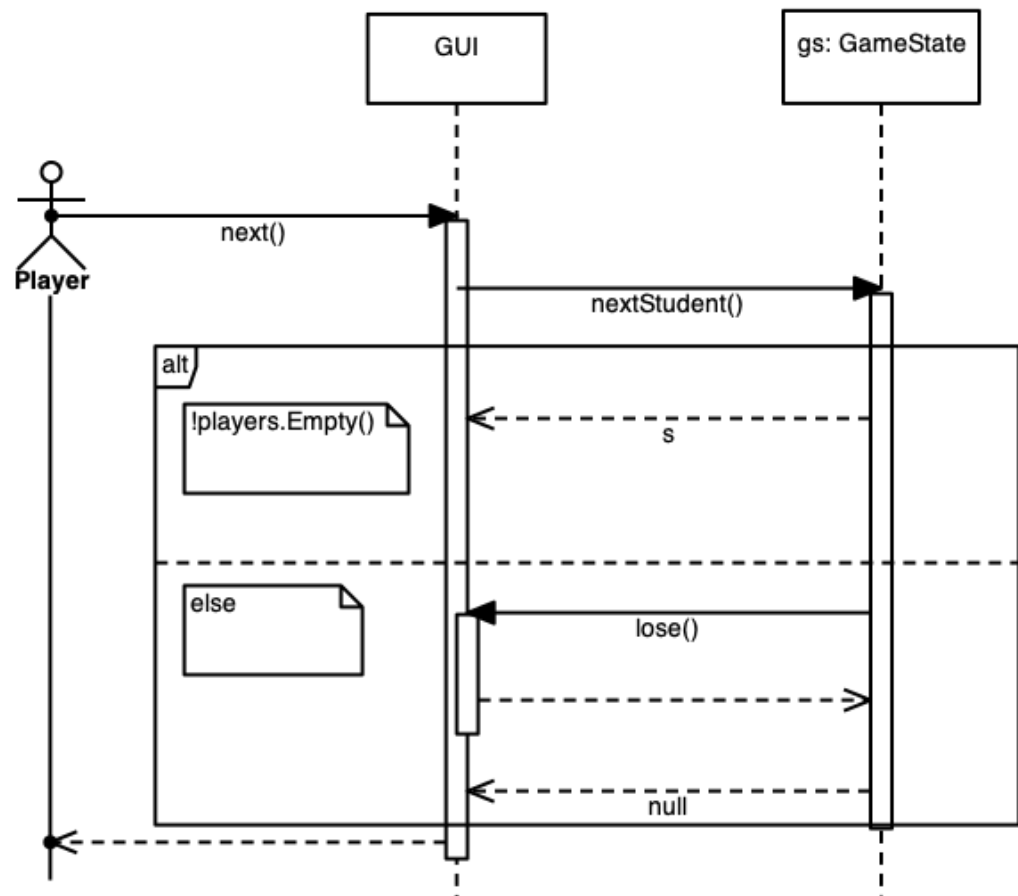 GUI
gs: GameState
next()
Player
nextStudent()
alt
!players.Empty()
s
else
lose()
null